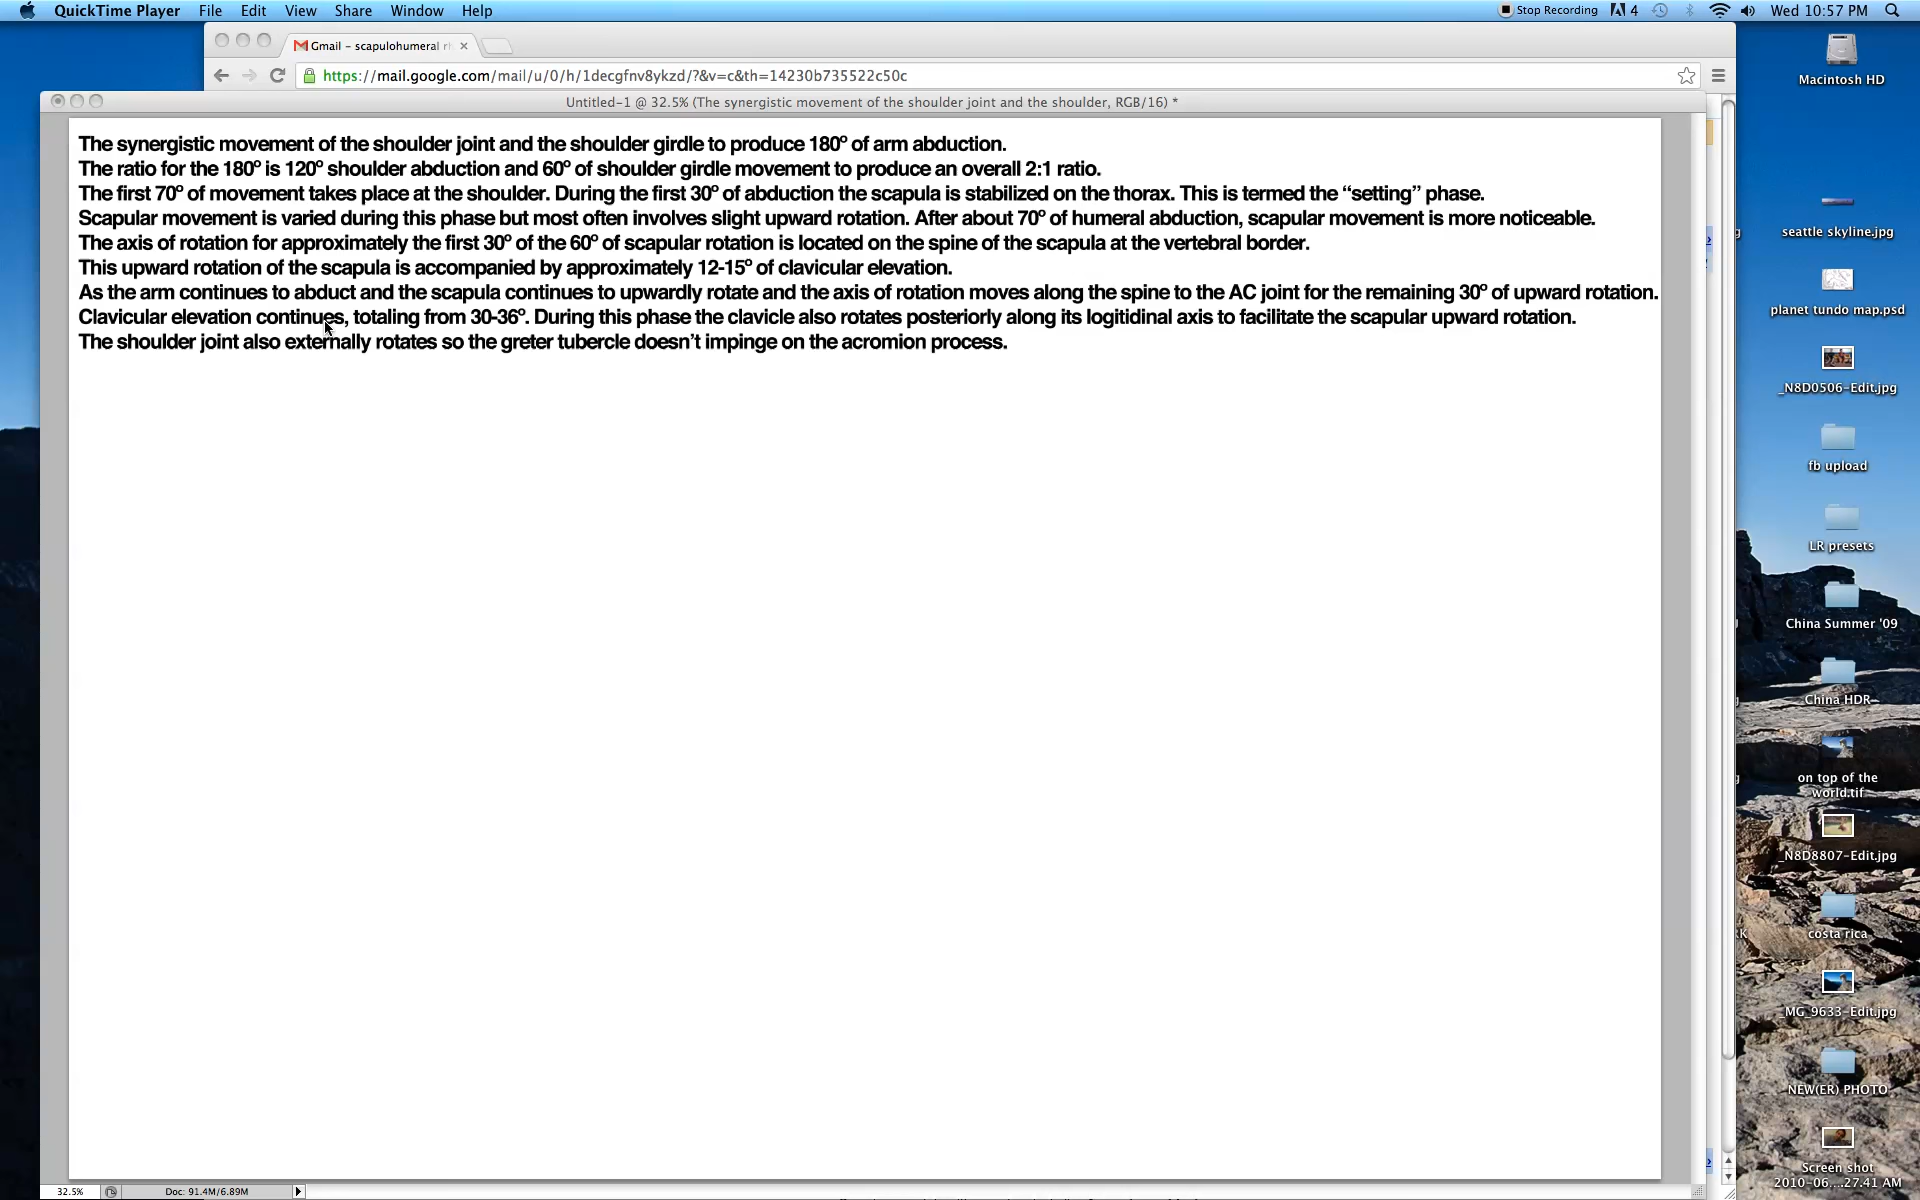 QuickTime Player File Edit View Share Window Help Stop Recording 4 Wed 10:57 PM
Gmail - scapulohumeral
https://mail.google.com/mail/u/0/h/1decgfnv8ykzd/?&v=c&th=14230b735522c50c
Untitled-1 @ 32.5% (The synergistic movement of the shoulder joint and the shoulder, RGB/16) *
The synergistic movement of the shoulder joint and the shoulder girdle to produce 180º of arm abduction.
The ratio for the 180º is 120º shoulder abduction and 60º of shoulder girdle movement to produce an overall 2:1 ratio.
The first 70º of movement takes place at the shoulder. During the first 30º of abduction the scapula is stabilized on the thorax. This is termed the “setting” phase.
Scapular movement is varied during this phase but most often involves slight upward rotation. After about 70º of humeral abduction, scapular movement is more noticeable.
The axis of rotation for approximately the first 30º of the 60º of scapular rotation is located on the spine of the scapula at the vertebral border.
This upward rotation of the scapula is accompanied by approximately 12-15º of clavicular elevation.
As the arm continues to abduct and the scapula continues to upwardly rotate and the axis of rotation moves along the spine to the AC joint for the remaining 30º of upward rotation.
Clavicular elevation continues, totaling from 30-36º. During this phase the clavicle also rotates posteriorly along its logitidinal axis to facilitate the scapular upward rotation.
The shoulder joint also externally rotates so the greter tubercle doesn’t impinge on the acromion process.
32.5% Doc: 91.4M/6.89M
Macintosh HD
seattle skyline.jpg
planet tundo map.psd
_N8D0506-Edit.jpg
fb upload
LR presets
China Summer '09
China HDR
on top of the
world.tif
_N8D8807-Edit.jpg
costa rica
_MG_9633-Edit.jpg
NEW(ER) PHOTO
Screen shot
2010-06....27.41 AM